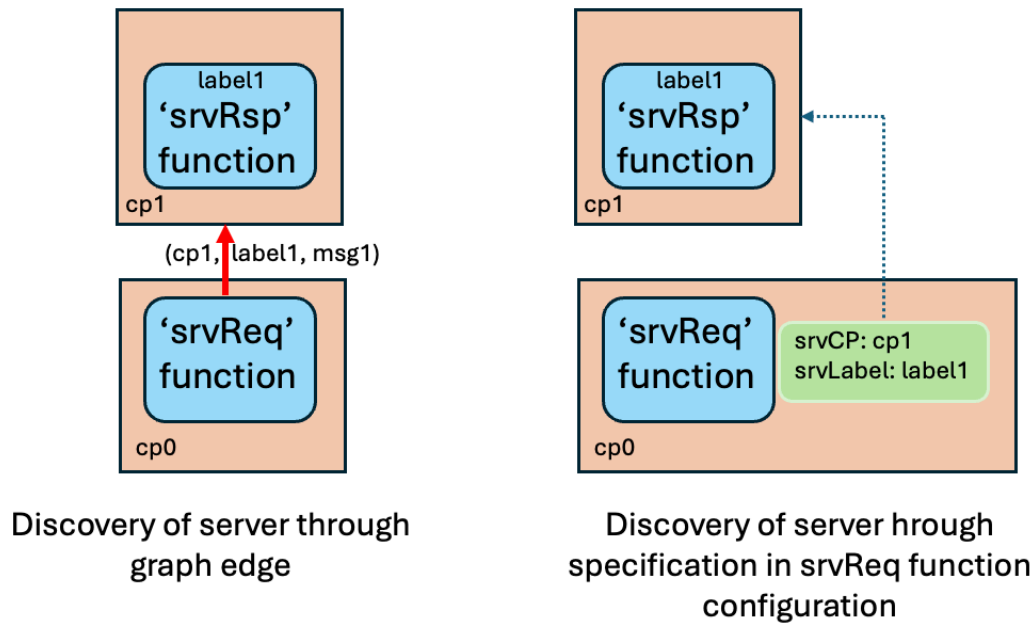 label1
‘srvRsp’
function
cp1
(cp1, label1, msg1)
‘srvReq’
function
cp0
Discovery of server through
graph edge
label1
‘srvRsp’
function
cp1
‘srvReq’
function
srvCP: cp1
srvLabel: label1
cp0
Discovery of server hrough
specification in srvReq function
configuration